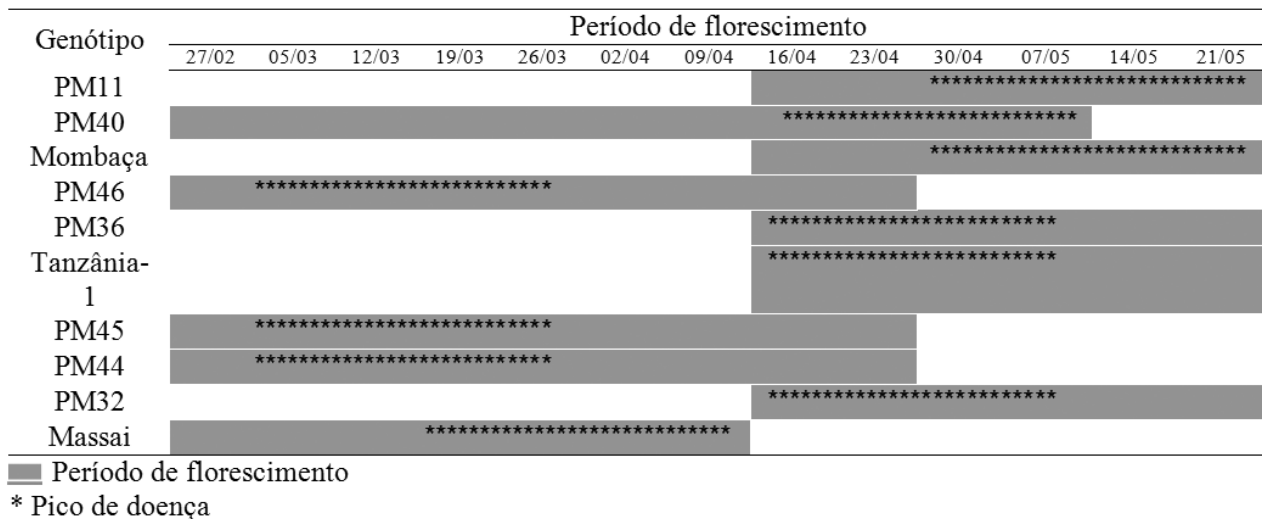 Genótipo
Período de florescimento
27/02 05/03 12/03 19/03 26/03 02/04 09/04 16/04 23/04 30/04 07/05 14/05 21/05
PM11 *****************************
PM40 ***************************
Mombaça *****************************
PM46 ***************************
PM36 ***************************
Tanzânia- ***************************
1
PM45 ***************************
PM44 ***************************
PM32 ***************************
Massai ****************************
Período de florescimento
* Pico de doença